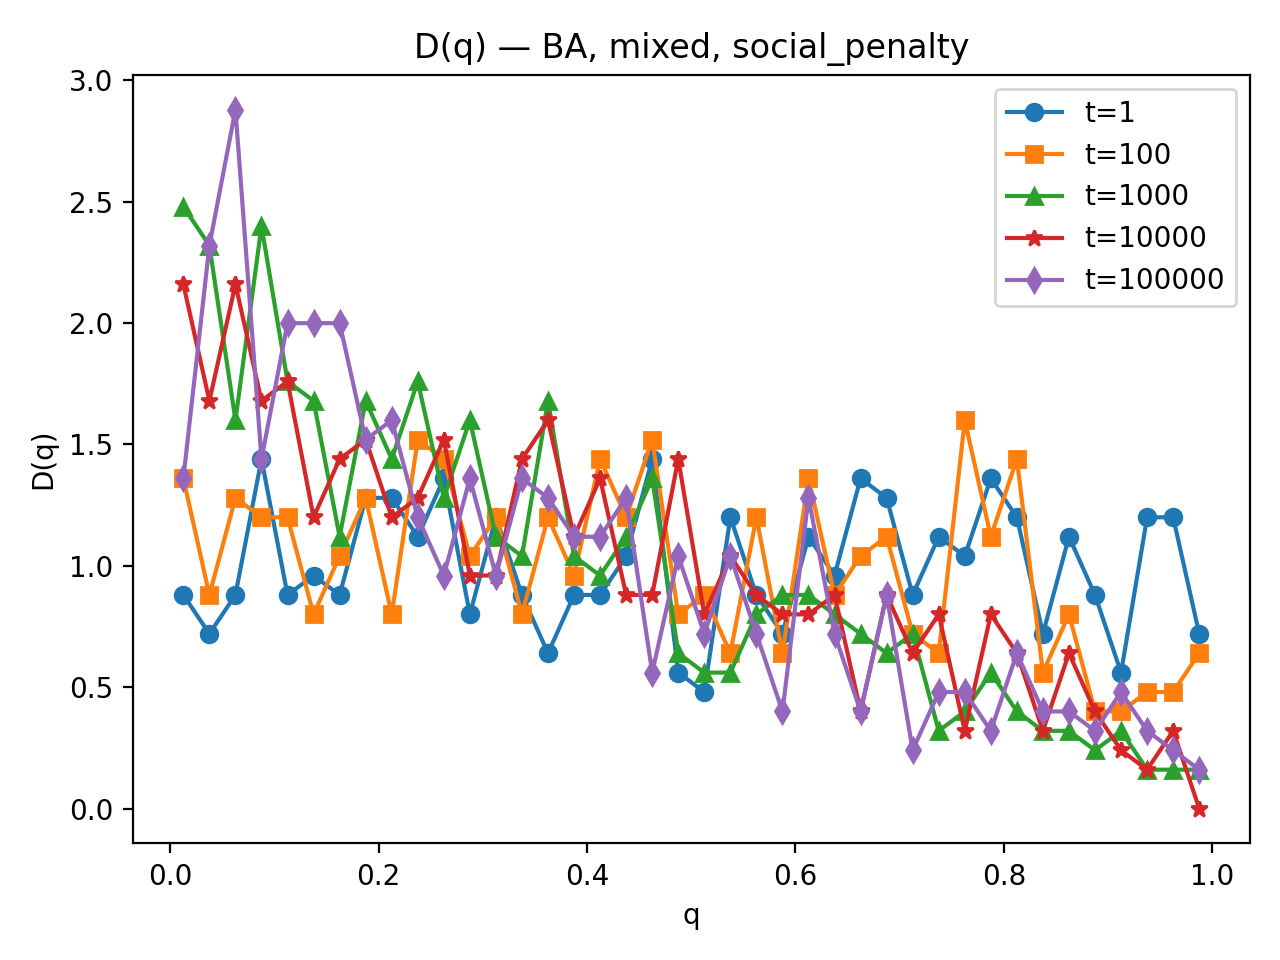 D(q) — BA, mixed, social_penalty
3.0
2.5
2.0
1.5
1.0
0.5
0.0
D(q)
t=1
t=100
t=1000
t=10000
t=100000
0.0 0.2 0.4 0.6 0.8 1.0
q